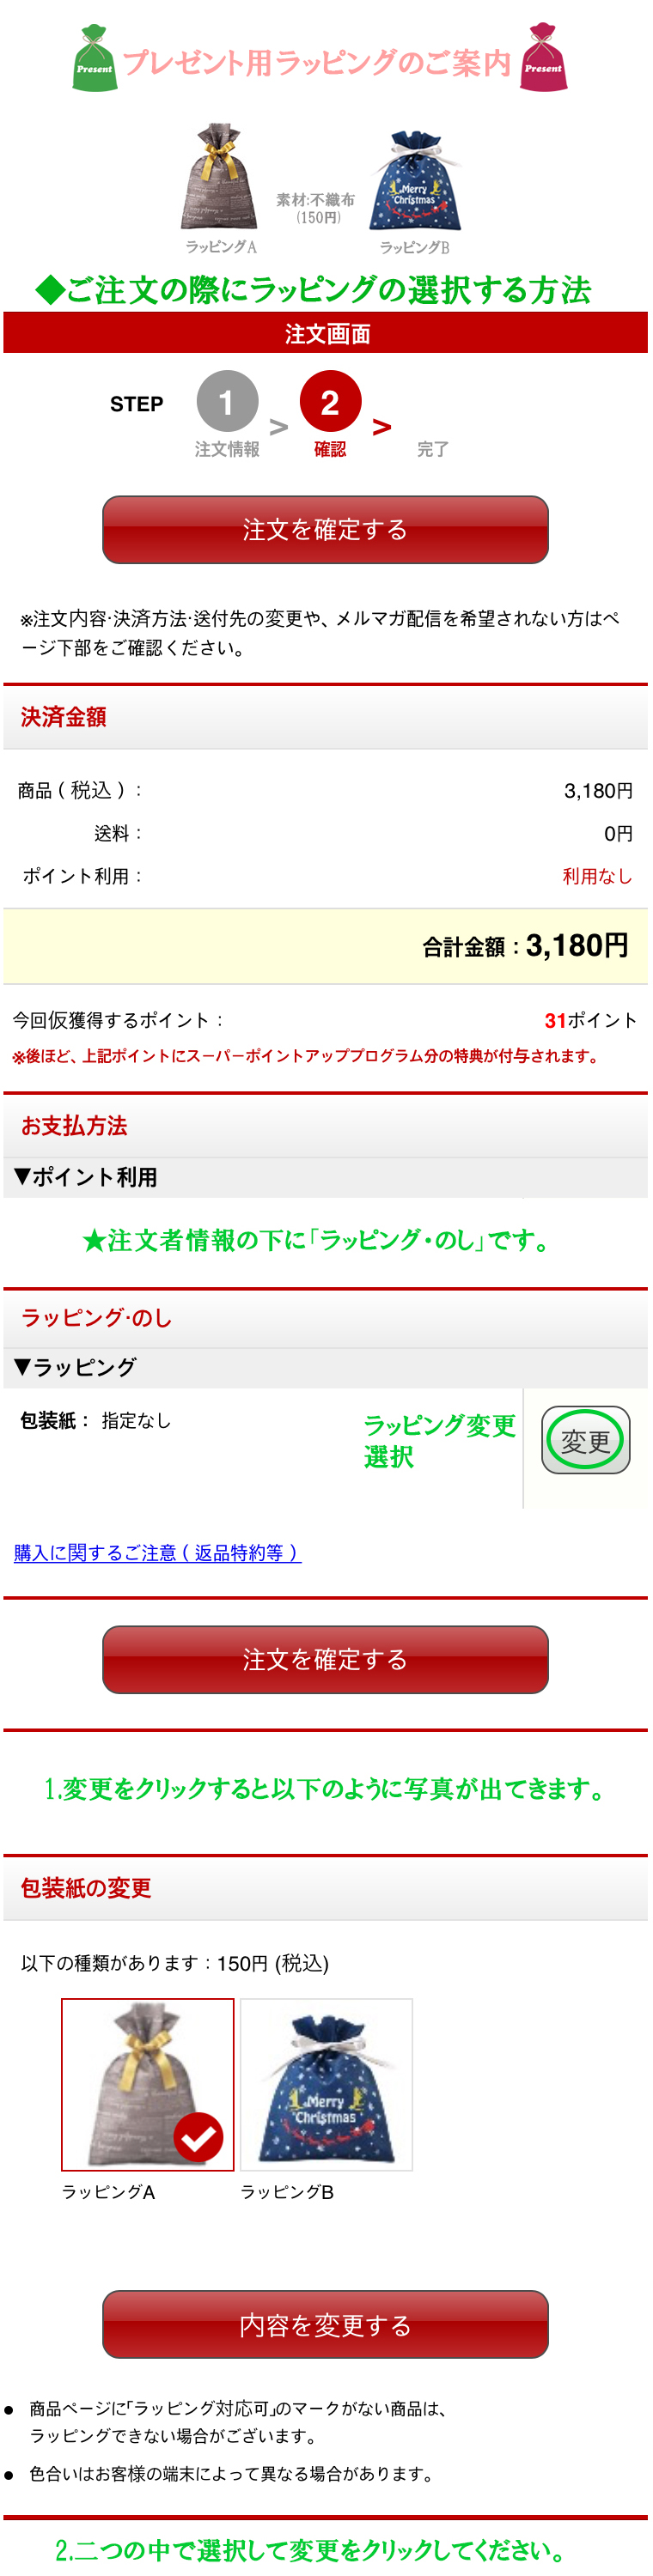 Present
プレゼント用ラッピングのご案内
Present
Merry
Christmas
素材:不織布
(150円)
ラッピングA
ラッピングB
◆ご注文の際にラッピングの選択する方法
注文画面
STEP
1
>
2
>
注文情報
確認
完了
注文を確定する
※注文内容·決済方法·送付先の変更や、メルマガ配信を希望されない方はペ
ージ下部をご確認ください。
決済金額
商品 ( 税込 ) :
3,180円
送料 :
0円
ポイント利用 :
利用なし
合計金額 : 3,180円
今回仮獲得するポイント :
31ポイント
※後ほど、上記ポイントにスーパーポイントアッププログラム分の特典が付与されます。
お支払方法
▼ポイント利用
★注文者情報の下に「ラッピング・のし」です。
ラッピング·のし
▼ラッピング
包装紙 : 指定なし
ラッピング変更
選択
変更
購入に関するご注意 ( 返品特約等 )
注文を確定する
1.変更をクリックすると以下のように写真が出てきます。
包装紙の変更
以下の種類があります : 150円 (税込)
Merry
Christmas
ラッピングA
ラッピングB
内容を変更する
● 商品ページに「ラッピング対応可」のマークがない商品は、
ラッピングできない場合がございます。
● 色合いはお客様の端末によって異なる場合があります。
2.二つの中で選択して変更をクリックしてください。